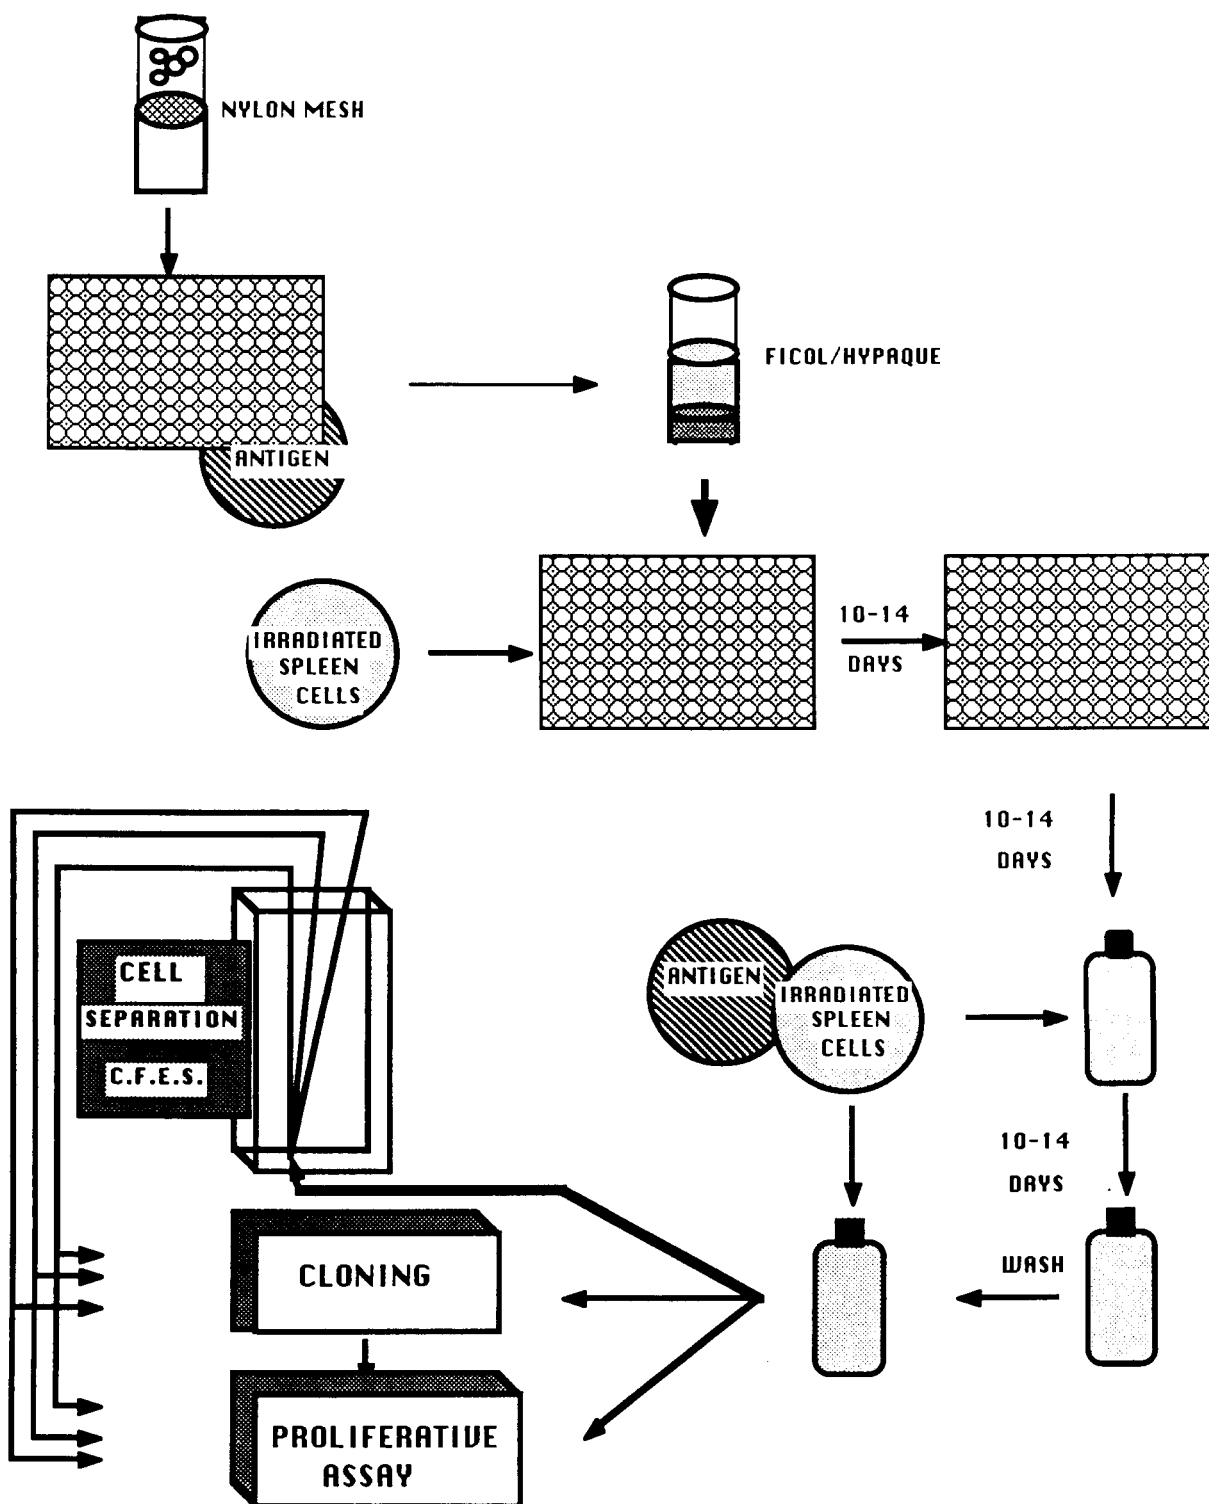 NYLON MESH
FICOL/HYPAQUE
ANTIGEN
IRRADIATED
SPLEEN
CELLS
10-14
DAYS
10-14
DAYS
ANTIGEN
IRRADIATED
SPLEEN
CELLS
CELL
SEPARATION
C.F.E.S.
10-14
DAYS
WASH
CLONING
PROLIFERATIVE
ASSAY